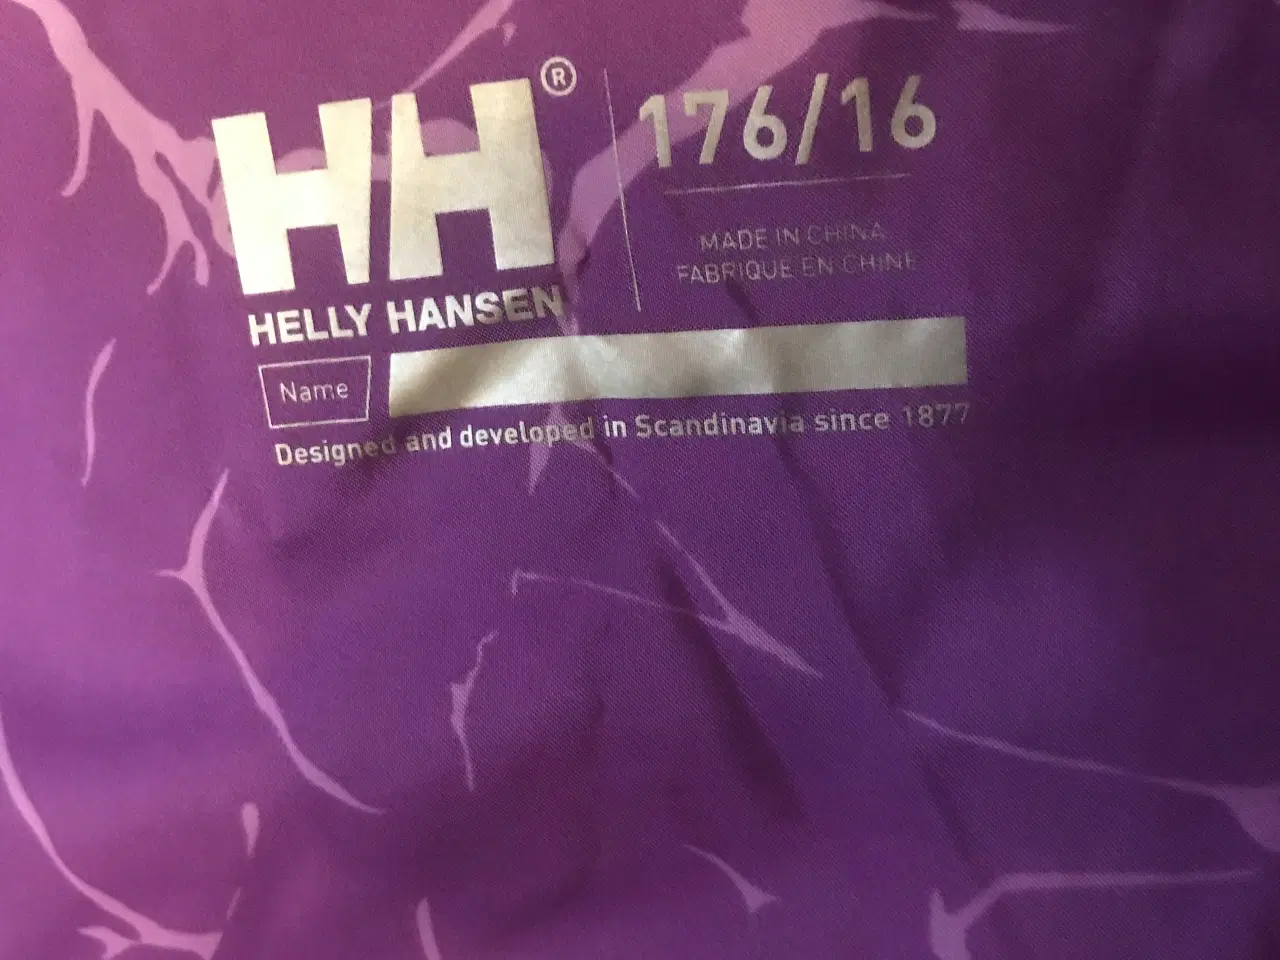 HH®
HELLY HANSEN
176/16
MADE IN CHINA
FABRIQUE EN CHINE
Name
Designed and developed in Scandinavia since 1877